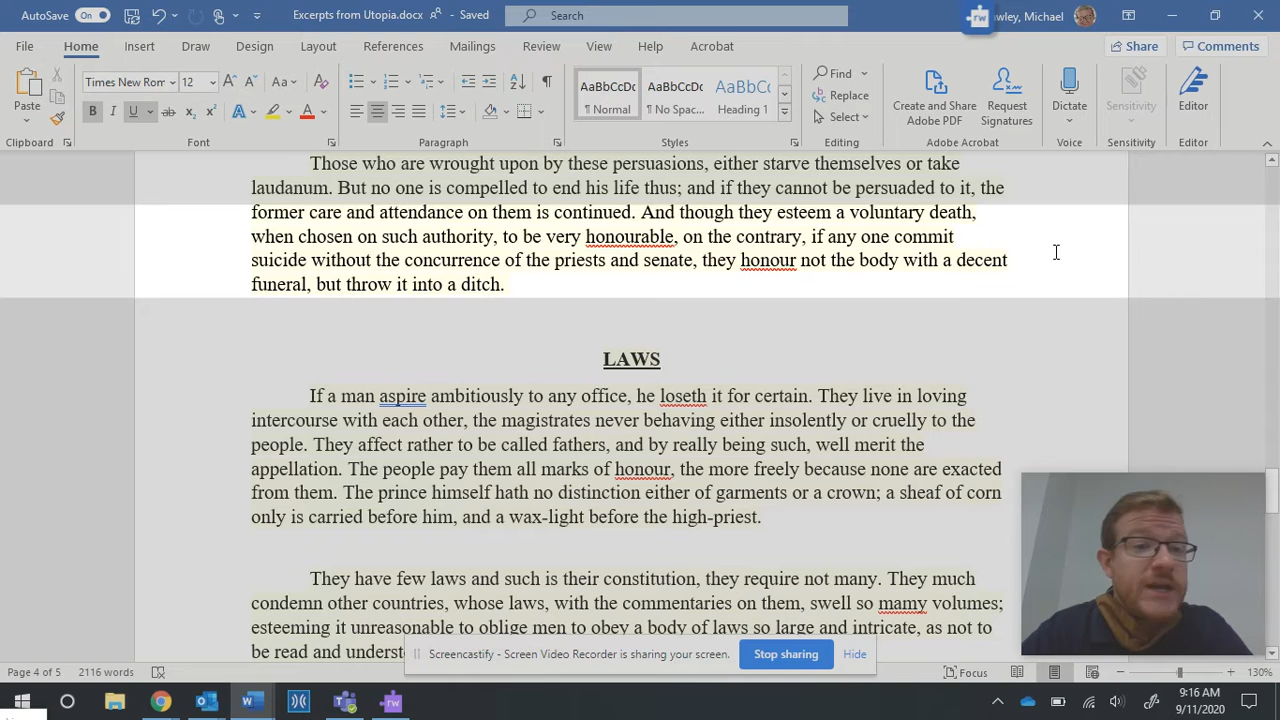 AutoSave On Excerpts from Utopia.docx Saved Search wley, Michael
File Home Insert Draw Design Layout References Mailings Review View Help Acrobat Share Comments
Times New Rom 12 Aa AaBbCcDc AaBbCcDc AaBbCcD Find
Paste B I U ab x₂ x² A A Normal No Spac... Heading 1 Replace Create and Share Adobe PDF Request Signatures Dictate Sensitivity Editor
Select
Clipboard Font Paragraph Styles Editing Adobe Acrobat Voice Sensitivity Editor
Those who are wrought upon by these persuasions, either starve themselves or take
laudanum. But no one is compelled to end his life thus; and if they cannot be persuaded to it, the
former care and attendance on them is continued. And though they esteem a voluntary death,
when chosen on such authority, to be very honourable, on the contrary, if any one commit
suicide without the concurrence of the priests and senate, they honour not the body with a decent
funeral, but throw it into a ditch.
LAWS
If a man aspire ambitiously to any office, he loseth it for certain. They live in loving
intercourse with each other, the magistrates never behaving either insolently or cruelly to the
people. They affect rather to be called fathers, and by really being such, well merit the
appellation. The people pay them all marks of honour, the more freely because none are exacted
from them. The prince himself hath no distinction either of garments or a crown; a sheaf of corn
only is carried before him, and a wax-light before the high-priest.
They have few laws and such is their constitution, they require not many. They much
condemn other countries, whose laws, with the commentaries on them, swell so mamy volumes;
esteeming it unreasonable to oblige men to obey a body of laws so large and intricate, as not to
be read and underst
Screencastify - Screen Video Recorder is sharing your screen. Stop sharing Hide
Page 4 of 5 2116 words Focus 130%
9:16 AM
9/11/2020